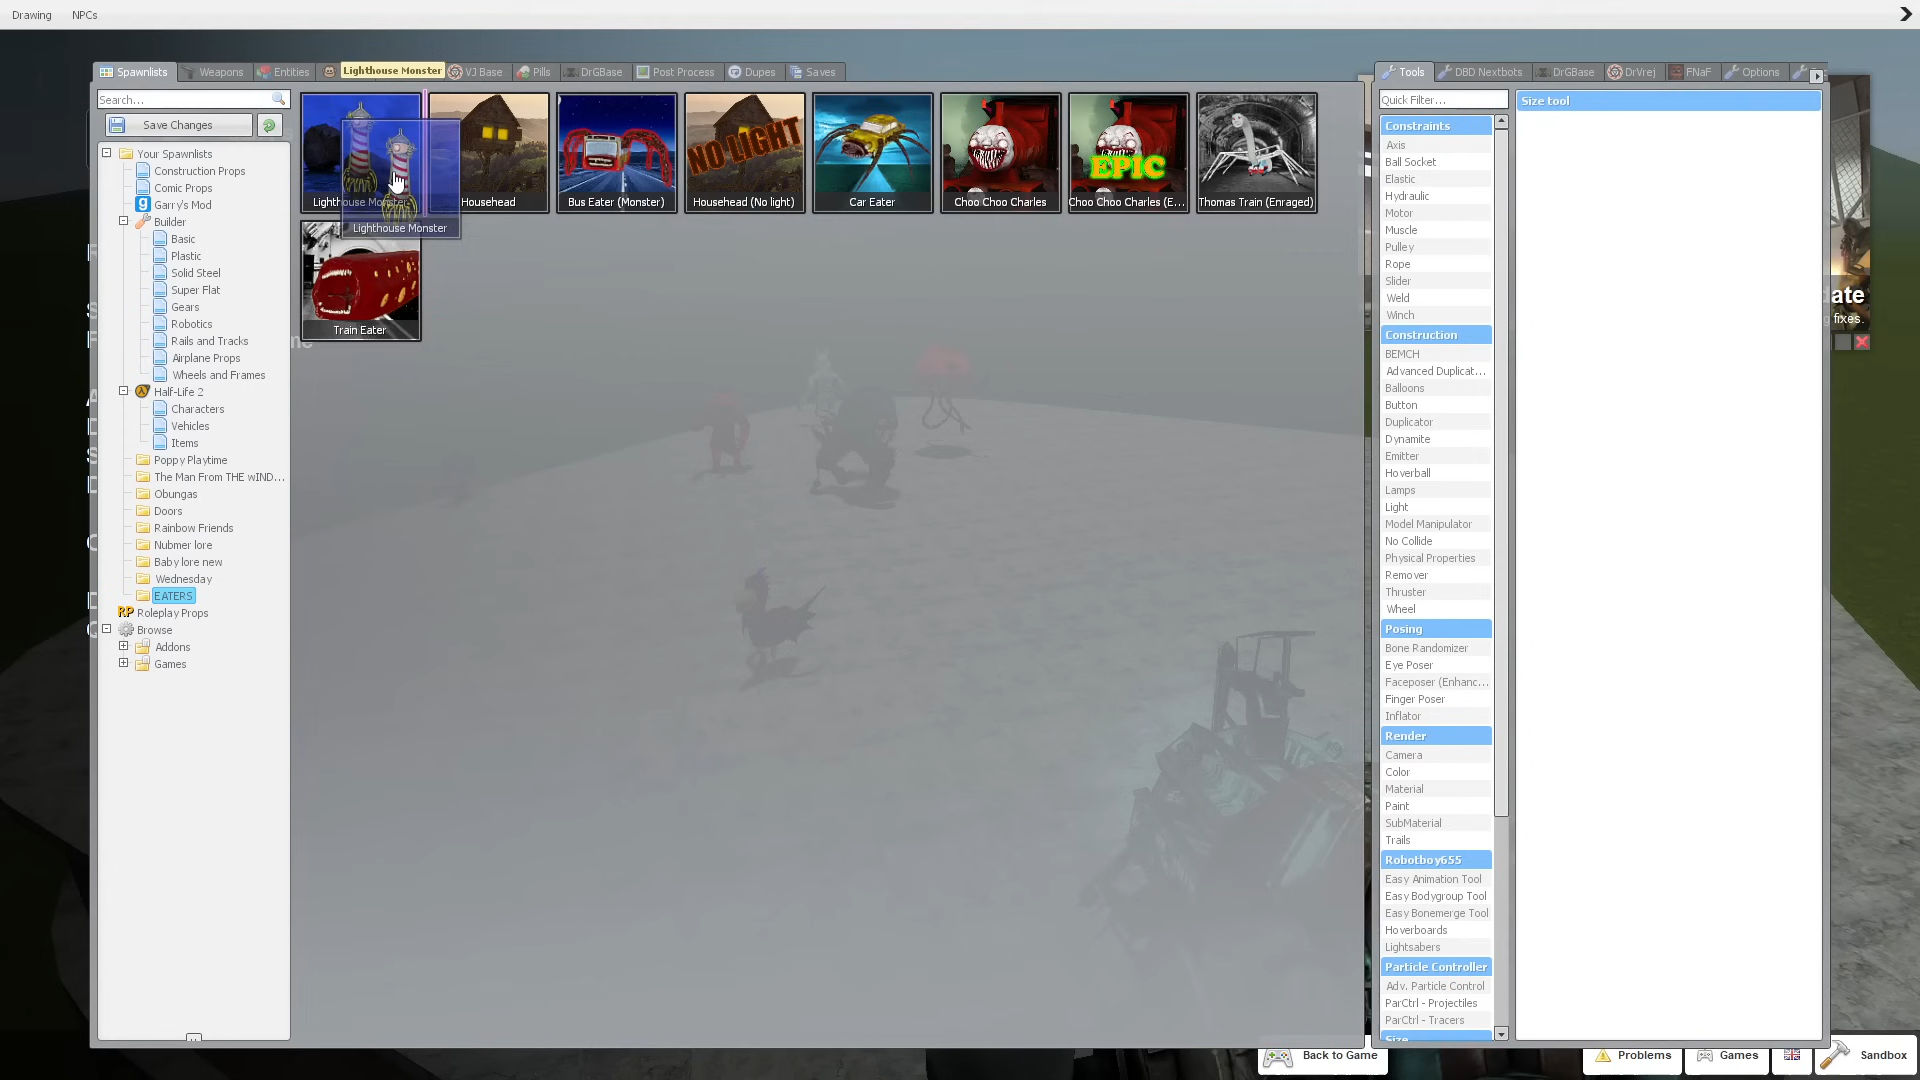 Drawing NPCs
Spawnlists Weapons Entities Lighthouse Monster VJ Base Pills DrGBase Post Process Dupes Saves
Search...
Save Changes
Your Spawnlists
Construction Props
Comic Props
Garry's Mod
Builder
Basic
Plastic
Solid Steel
Super Flat
Gears
Robotics
Rails and Tracks
Airplane Props
Wheels and Frames
Half-Life 2
Characters
Vehicles
Items
Poppy Playtime
The Man From THE wIND...
Obungas
Doors
Rainbow Friends
Nubmer lore
Baby lore new
Wednesday
EATERS
RP Roleplay Props
Browse
Addons
Games
Lighthouse Monster
Househead
Bus Eater (Monster)
NO LIGHT
Househead (No light)
Car Eater
Choo Choo Charles
EPIC
Choo Choo Charles (E...
Thomas Train (Enraged)
Lighthouse Monster
Train Eater
Tools DBD Nextbots DrGBase DrVrej FNaF Options
Quick Filter...
Constraints
Axis
Ball Socket
Elastic
Hydraulic
Motor
Muscle
Pulley
Rope
Slider
Weld
Winch
Construction
BEMCH
Advanced Duplicat...
Balloons
Button
Duplicator
Dynamite
Emitter
Hoverball
Lamps
Light
Model Manipulator
No Collide
Physical Properties
Remover
Thruster
Wheel
Posing
Bone Randomizer
Eye Poser
Faceposer (Enhanc...
Finger Poser
Inflator
Render
Camera
Color
Material
Paint
SubMaterial
Trails
Robotboy655
Easy Animation Tool
Easy Bodygroup Tool
Easy Bonemerge Tool
Hoverboards
Lightsabers
Particle Controller
Adv. Particle Control
ParCtrl - Projectiles
ParCtrl - Tracers
Size
Size tool
fixes.
Back to Game
Problems
Games
Sandbox